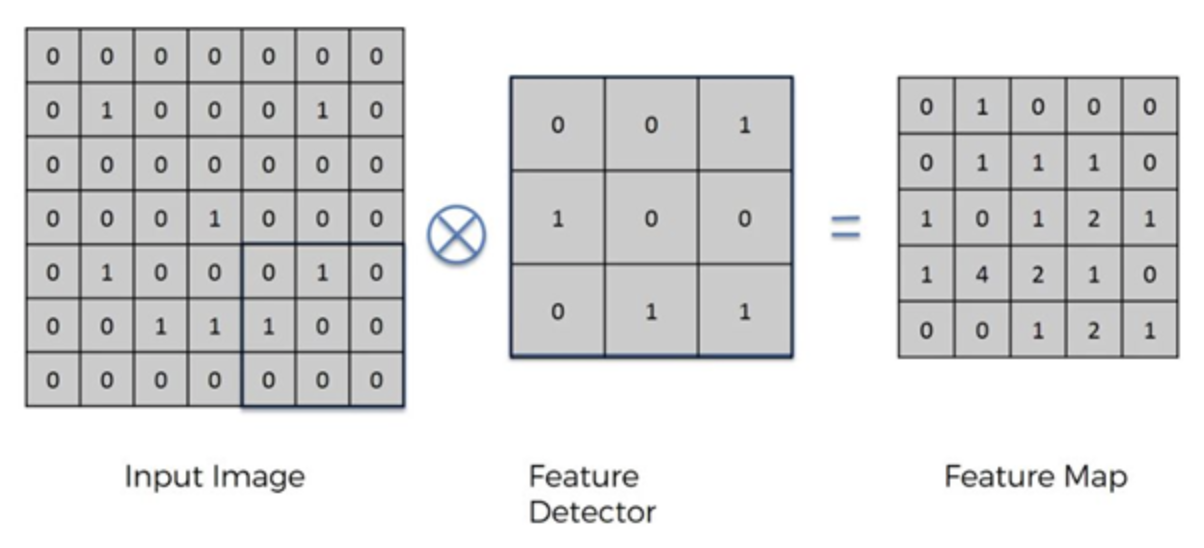 0 0 0 0 0 0 0
0 1 0 0 0 1 0
0 0 0 0 0 0 0
0 0 0 1 0 0 0
0 1 0 0 0 1 0
0 0 1 1 1 0 0
0 0 0 0 0 0 0
Input Image
0 0 1
1 0 0
0 1 1
Feature
Detector
=
0 1 0 0 0
0 1 1 1 0
1 0 1 2 1
1 4 2 1 0
0 0 1 2 1
Feature Map